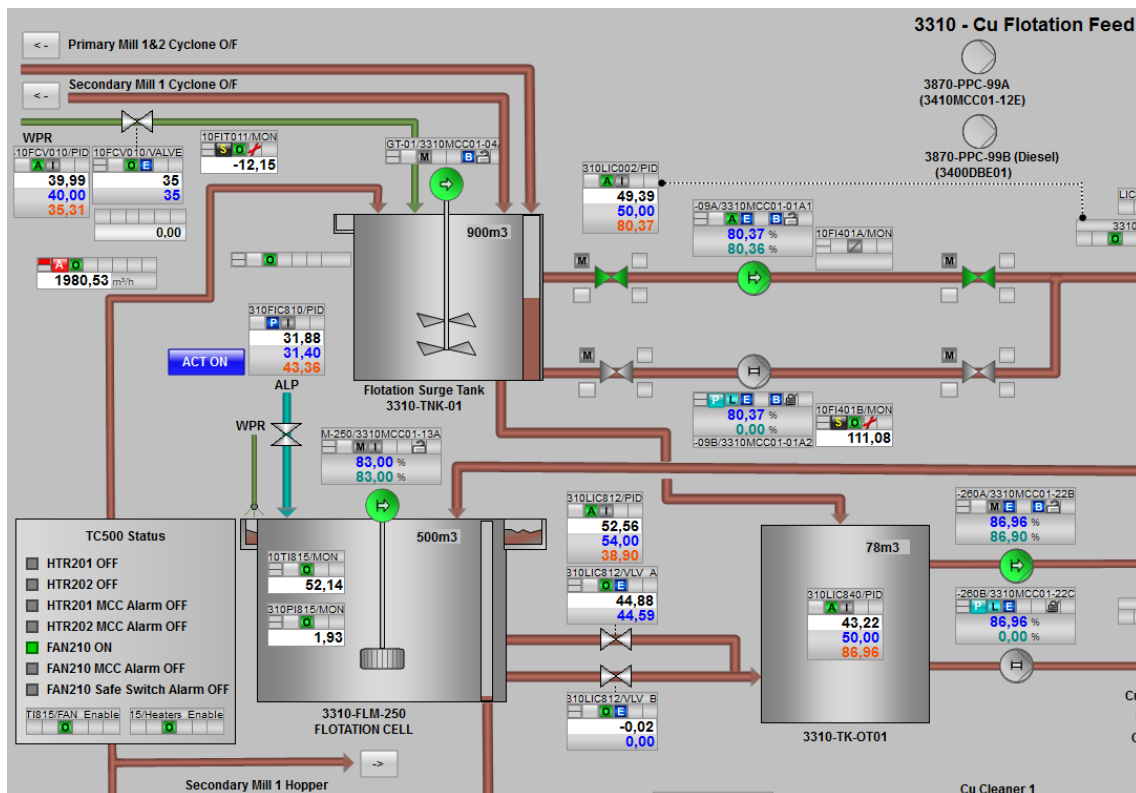 3310 - Cu Flotation Feed
<-
Primary Mill 1&2 Cyclone O/F
<-
Secondary Mill 1 Cyclone O/F
3870-PPC-99A
(3410MCC01-12E)
3870-PPC-99B (Diesel)
(3400DBE01)
WPR
-10FCV010/PID
A I
39,99
40,00
35,31
10FCV010/VALVE
O E
35
35
0,00
10FIT011/MON
S O
-12,15
GT-01/3310MCC01-04A
M B
A O
1980,53 m³/h
O
900m3
Flotation Surge Tank
3310-TNK-01
310LIC002/PID
A I
49,39
50,00
80,37
-09A/3310MCC01-01A1
A E B
80,37 %
80,36 %
10FI401A/MON
LIC
3310
O
M
M
M
M
P L E B
80,37 %
0,00 %
-09B/3310MCC01-01A2
10FI401B/MON
S O
111,08
310FIC810/PID
P I
31,88
31,40
43,36
ACT ON
ALP
WPR
M-250/3310MCC01-13A
M I
83,00 %
83,00 %
500m3
10TI815/MON
O
52,14
310PI815/MON
O
1,93
3310-FLM-250
FLOTATION CELL
310LIC812/PID
A I
52,56
54,00
38,90
310LIC812/VLV_A
O E
44,88
44,59
310LIC812/VLV_B
O E
-0,02
0,00
78m3
310LIC840/PID
A I
43,22
50,00
86,96
3310-TK-OT01
-260A/3310MCC01-22B
M E B
86,96 %
86,90 %
-260B/3310MCC01-22C
P L E
86,96 %
0,00 %
TC500 Status
HTR201 OFF
HTR202 OFF
HTR201 MCC Alarm OFF
HTR202 MCC Alarm OFF
FAN210 ON
FAN210 MCC Alarm OFF
FAN210 Safe Switch Alarm OFF
TI815/FAN_Enable
O
15/Heaters_Enable
O
->
Secondary Mill 1 Hopper
Cu
C
Cu Cleaner 1